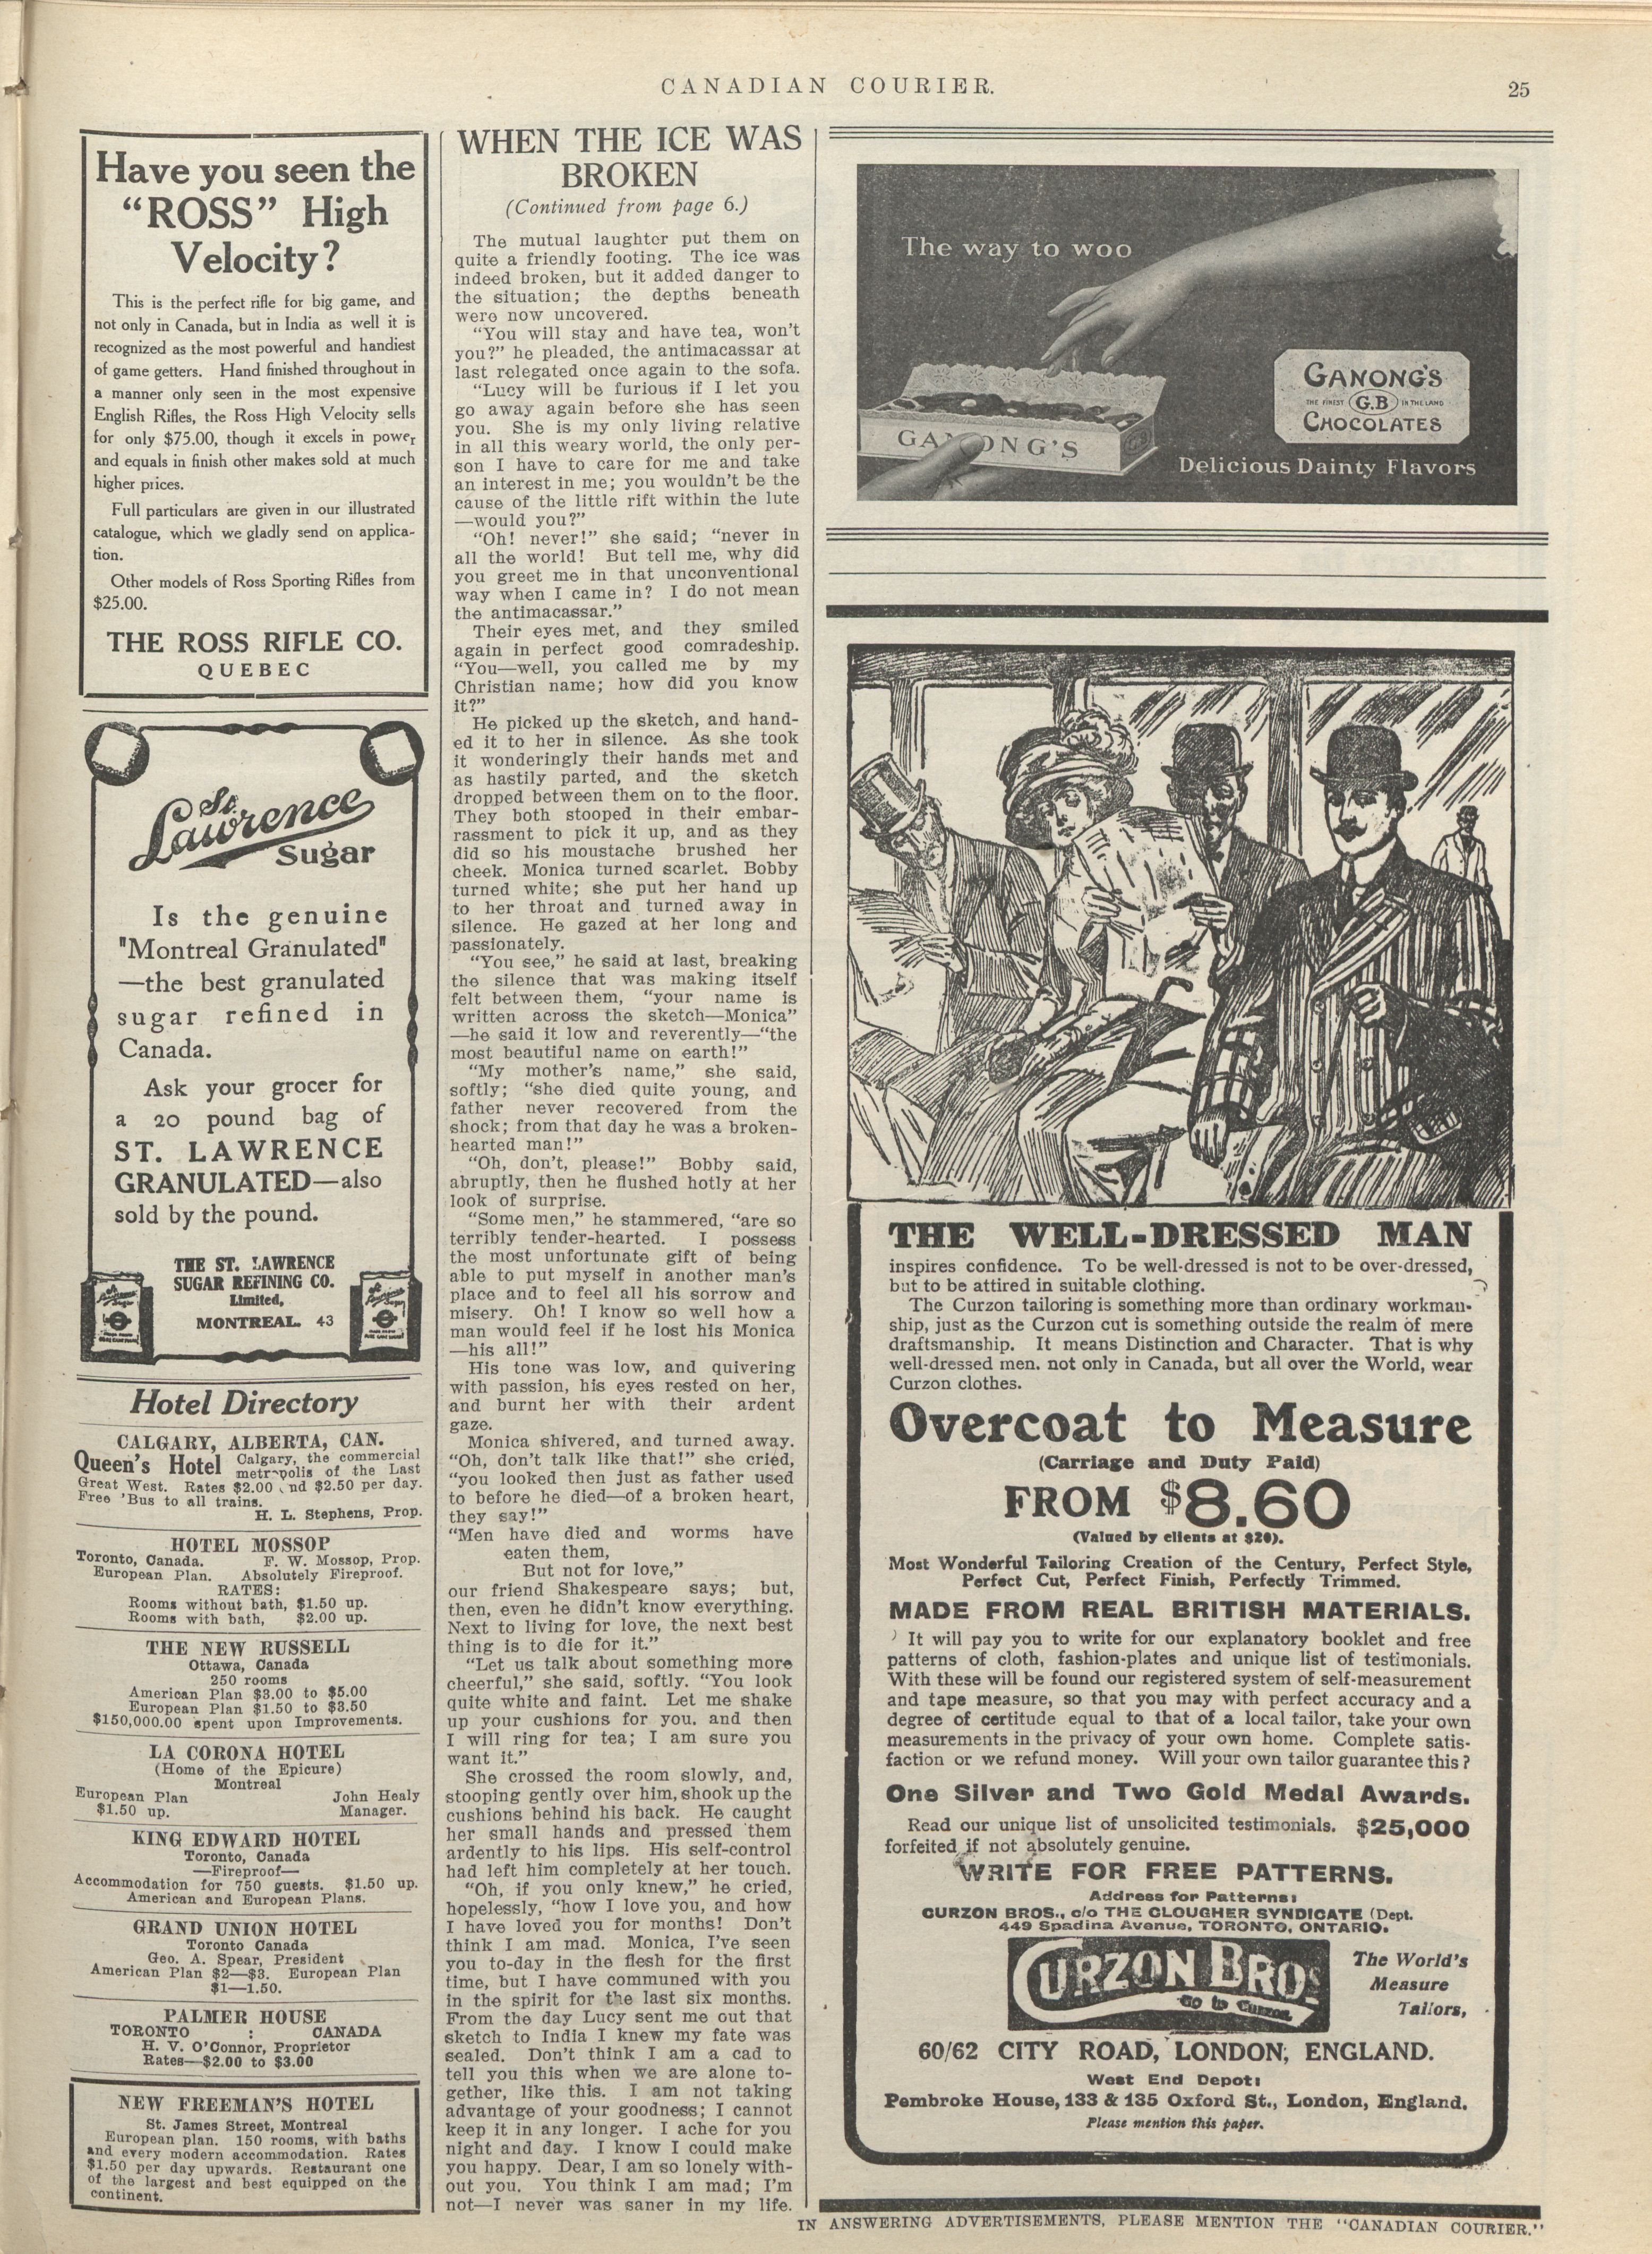 CANADIAN COURIER.
25
Have you seen the
“ROSS” High
Velocity?
This is the perfect rifle for big game, and
not only in Canada, but in India as well it is
recognized as the most powerful and handiest
of game getters. Hand finished throughout in
a manner only seen in the most expensive
English Rifles, the Ross High Velocity sells
for only $75.00, though it excels in power
and equals in finish other makes sold at much
higher prices.
Full particulars are given in our illustrated
catalogue, which we gladly send on applica-
tion.
Other models of Ross Sporting Rifles from
$25.00.
THE ROSS RIFLE CO.
QUEBEC
St.
Lawrence
Sugar
Is the genuine
"Montreal Granulated"
—the best granulated
sugar refined in
Canada.
Ask your grocer for
a 20 pound bag of
ST. LAWRENCE
GRANULATED—also
sold by the pound.
THE ST. LAWRENCE
SUGAR REFINING CO.
Limited,
MONTREAL. 43
Hotel Directory
CALGARY, ALBERTA, CAN.
Queen's Hotel Calgary, the commercial
metropolis of the Last
Great West. Rates $2.00 nd $2.50 per day.
Free 'Bus to all trains.
H. L. Stephens, Prop.
HOTEL MOSSOP
Toronto, Canada. F. W. Mossop, Prop.
European Plan. Absolutely Fireproof.
RATES:
Rooms without bath, $1.50 up.
Rooms with bath, $2.00 up.
THE NEW RUSSELL
Ottawa, Canada
250 rooms
American Plan $3.00 to $5.00
European Plan $1.50 to $3.50
$150,000.00 spent upon Improvements.
LA CORONA HOTEL
(Home of the Epicure)
Montreal
European Plan John Healy
$1.50 up. Manager.
KING EDWARD HOTEL
Toronto, Canada
—Fireproof—
Accommodation for 750 guests. $1.50 up.
American and European Plans.
GRAND UNION HOTEL
Toronto Canada
Geo. A. Spear, President
American Plan $2—$3. European Plan
$1—1.50.
PALMER HOUSE
TORONTO : CANADA
H. V. O'Connor, Proprietor
Rates—$2.00 to $3.00
NEW FREEMAN'S HOTEL
St. James Street, Montreal
European plan. 150 rooms, with baths
and every modern accommodation. Rates
$1.50 per day upwards. Restaurant one
of the largest and best equipped on the
continent.
WHEN THE ICE WAS
BROKEN
(Continued from page 6.)
The mutual laughter put them on
quite a friendly footing. The ice was
indeed broken, but it added danger to
the situation; the depths beneath
were now uncovered.
“You will stay and have tea, won't
you?” he pleaded, the antimacassar at
last relegated once again to the sofa.
“Lucy will be furious if I let you
go away again before she has seen
you. She is my only living relative
in all this weary world, the only per-
son I have to care for me and take
an interest in me; you wouldn't be the
cause of the little rift within the lute
—would you?”
“Oh! never!” she said; “never in
all the world! But tell me, why did
you greet me in that unconventional
way when I came in? I do not mean
the antimacassar.”
Their eyes met, and they smiled
again in perfect good comradeship.
“You—well, you called me by my
Christian name; how did you know
it?”
He picked up the sketch, and hand-
ed it to her in silence. As she took
it wonderingly their hands met and
as hastily parted, and the sketch
dropped between them on to the floor.
They both stooped in their embar-
rassment to pick it up, and as they
did so his moustache brushed her
cheek. Monica turned scarlet. Bobby
turned white; she put her hand up
to her throat and turned away in
silence. He gazed at her long and
passionately.
“You see,” he said at last, breaking
the silence that was making itself
felt between them, “your name is
written across the sketch—Monica”
—he said it low and reverently—“the
most beautiful name on earth!”
“My mother's name,” she said,
softly; “she died quite young, and
father never recovered from the
shock; from that day he was a broken-
hearted man!”
“Oh, don't, please!” Bobby said,
abruptly, then he flushed hotly at her
look of surprise.
“Some men,” he stammered, “are so
terribly tender-hearted. I possess
the most unfortunate gift of being
able to put myself in another man's
place and to feel all his sorrow and
misery. Oh! I know so well how a
man would feel if he lost his Monica
—his all!”
His tone was low, and quivering
with passion, his eyes rested on her,
and burnt her with their ardent
gaze.
Monica shivered, and turned away.
“Oh, don't talk like that!” she cried,
“you looked then just as father used
to before he died—of a broken heart,
they say!”
“Men have died and worms have
eaten them,
But not for love,”
our friend Shakespeare says; but,
then, even he didn't know everything.
Next to living for love, the next best
thing is to die for it.”
“Let us talk about something more
cheerful,” she said, softly. “You look
quite white and faint. Let me shake
up your cushions for you, and then
I will ring for tea; I am sure you
want it.”
She crossed the room slowly, and,
stooping gently over him, shook up the
cushions behind his back. He caught
her small hands and pressed them
ardently to his lips. His self-control
had left him completely at her touch.
“Oh, if you only knew,” he cried,
hopelessly, “how I love you, and how
I have loved you for months! Don't
think I am mad. Monica, I've seen
you to-day in the flesh for the first
time, but I have communed with you
in the spirit for the last six months.
From the day Lucy sent me out that
sketch to India I knew my fate was
sealed. Don't think I am a cad to
tell you this when we are alone to-
gether, like this. I am not taking
advantage of your goodness; I cannot
keep it in any longer. I ache for you
night and day. I know I could make
you happy. Dear, I am so lonely with-
out you. You think I am mad; I'm
not—I never was saner in my life.
The way to woo
GANONG'S
THE FINEST G.B IN THE LAND
CHOCOLATES
GANONG'S
Delicious Dainty Flavors
THE WELL-DRESSED MAN
inspires confidence. To be well-dressed is not to be over-dressed,
but to be attired in suitable clothing.
The Curzon tailoring is something more than ordinary workman-
ship, just as the Curzon cut is something outside the realm of mere
draftsmanship. It means Distinction and Character. That is why
well-dressed men. not only in Canada, but all over the World, wear
Curzon clothes.
Overcoat to Measure
(Carriage and Duty Paid)
FROM $8.60
(Valued by clients at $20).
Most Wonderful Tailoring Creation of the Century, Perfect Style,
Perfect Cut, Perfect Finish, Perfectly Trimmed.
MADE FROM REAL BRITISH MATERIALS.
It will pay you to write for our explanatory booklet and free
patterns of cloth, fashion-plates and unique list of testimonials.
With these will be found our registered system of self-measurement
and tape measure, so that you may with perfect accuracy and a
degree of certitude equal to that of a local tailor, take your own
measurements in the privacy of your own home. Complete satis-
faction or we refund money. Will your own tailor guarantee this?
One Silver and Two Gold Medal Awards.
Read our unique list of unsolicited testimonials. $25,000
forfeited if not absolutely genuine.
WRITE FOR FREE PATTERNS.
Address for Patterns:
CURZON BROS., c/o THE CLOUGHER SYNDICATE (Dept.
449 Spadina Avenue, TORONTO, ONTARIO.
CURZON BROS
Go to Curzon
The World's
Measure
Tailors,
60/62 CITY ROAD, LONDON, ENGLAND.
West End Depot:
Pembroke House, 133 & 135 Oxford St., London, England.
Please mention this paper.
IN ANSWERING ADVERTISEMENTS, PLEASE MENTION THE “CANADIAN COURIER.”